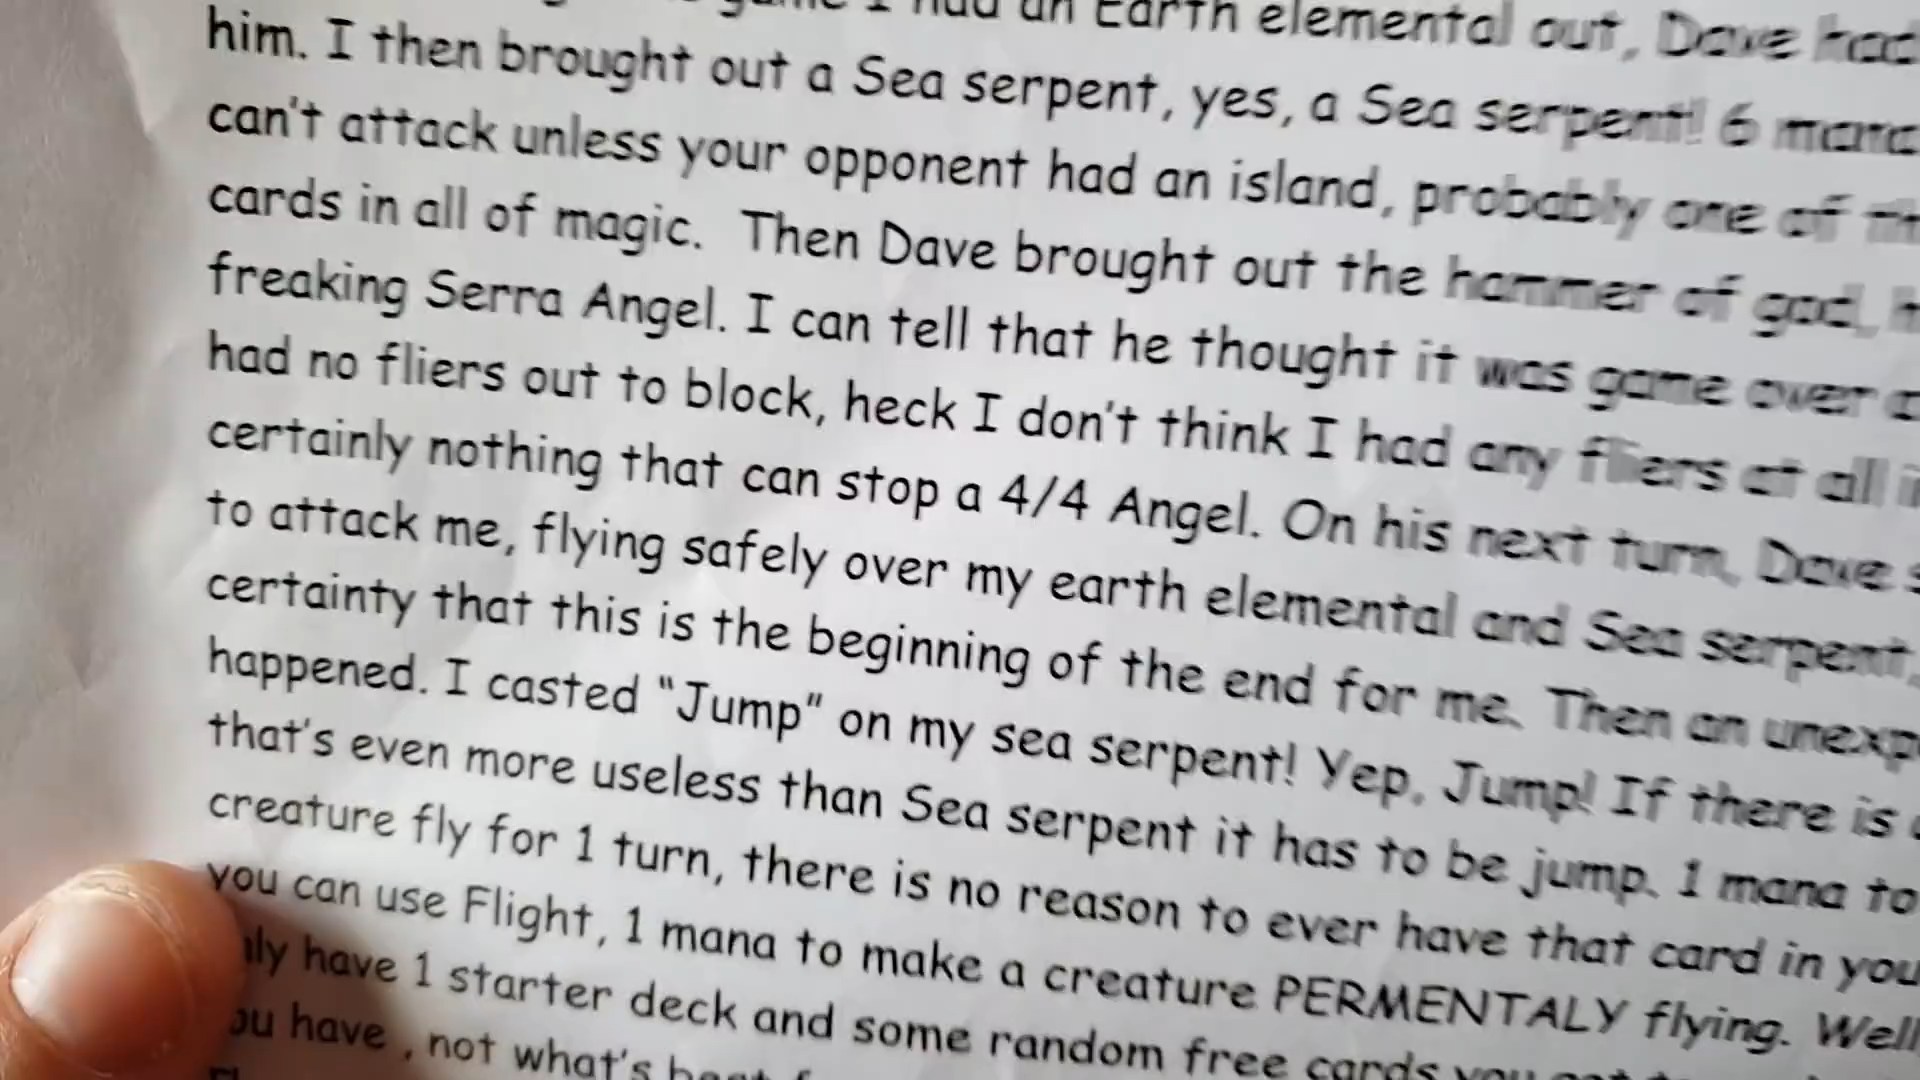 I had an Earth elemental out, Dave had
him. I then brought out a Sea serpent, yes, a Sea serpent! 6 mana
can't attack unless your opponent had an island, probably one of
cards in all of magic. Then Dave brought out the hammer of god,
freaking Serra Angel. I can tell that he thought it was game over
had no fliers out to block, heck I don't think I had any fliers at all
certainly nothing that can stop a 4/4 Angel. On his next turn, Dave
to attack me, flying safely over my earth elemental and Sea serpent,
certainty that this is the beginning of the end for me. Then an
happened. I casted "Jump" on my sea serpent! Yep, Jump! If there is
that's even more useless than Sea serpent it has to be jump. 1 mana to
creature fly for 1 turn, there is no reason to ever have that card in
you can use Flight, 1 mana to make a creature PERMENTALY flying. Well
have 1 starter deck and some random free cards you
have , not what's